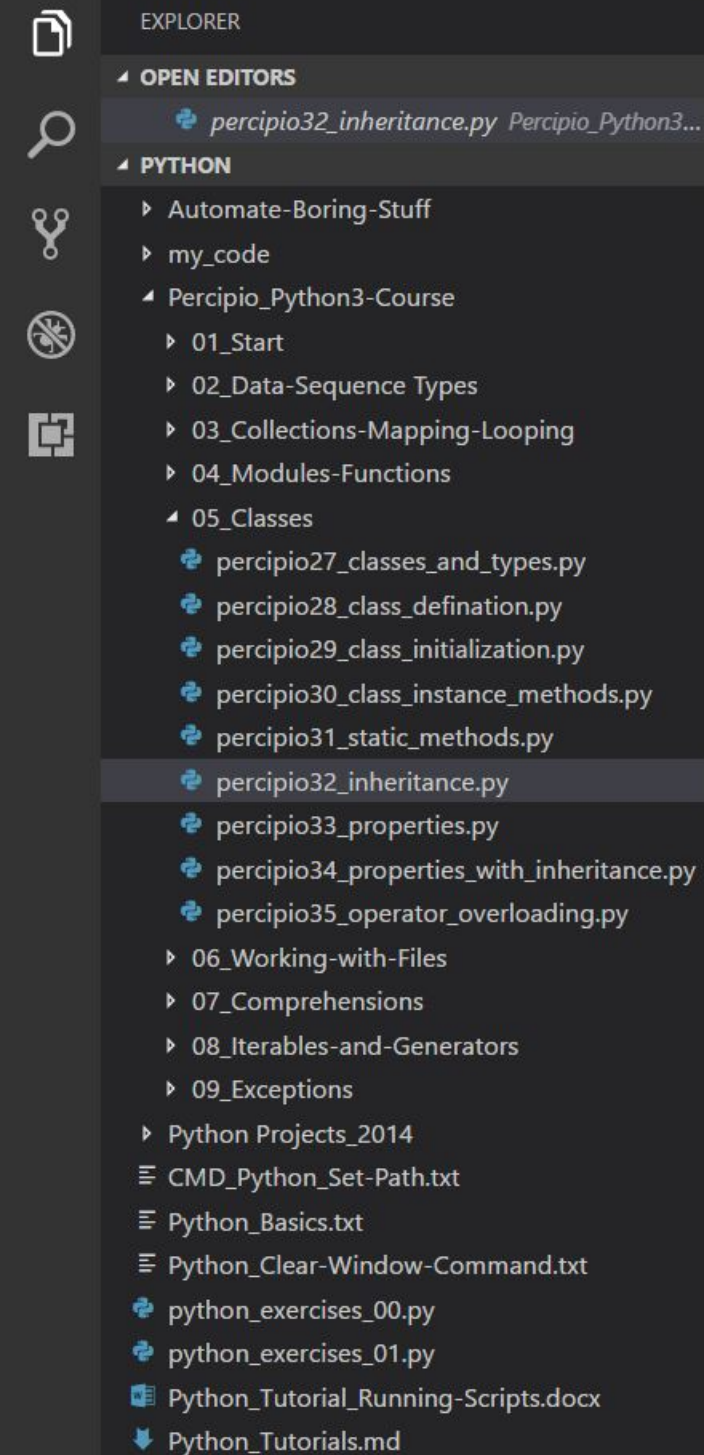 EXPLORER
OPEN EDITORS
percipio32_inheritance.py Percipio_Python3...
PYTHON
Automate-Boring-Stuff
my_code
Percipio_Python3-Course
01_Start
02_Data-Sequence Types
03_Collections-Mapping-Looping
04_Modules-Functions
05_Classes
percipio27_classes_and_types.py
percipio28_class_defination.py
percipio29_class_initialization.py
percipio30_class_instance_methods.py
percipio31_static_methods.py
percipio32_inheritance.py
percipio33_properties.py
percipio34_properties_with_inheritance.py
percipio35_operator_overloading.py
06_Working-with-Files
07_Comprehensions
08_Iterables-and-Generators
09_Exceptions
Python Projects_2014
CMD_Python_Set-Path.txt
Python_Basics.txt
Python_Clear-Window-Command.txt
python_exercises_00.py
python_exercises_01.py
Python_Tutorial_Running-Scripts.docx
Python_Tutorials.md